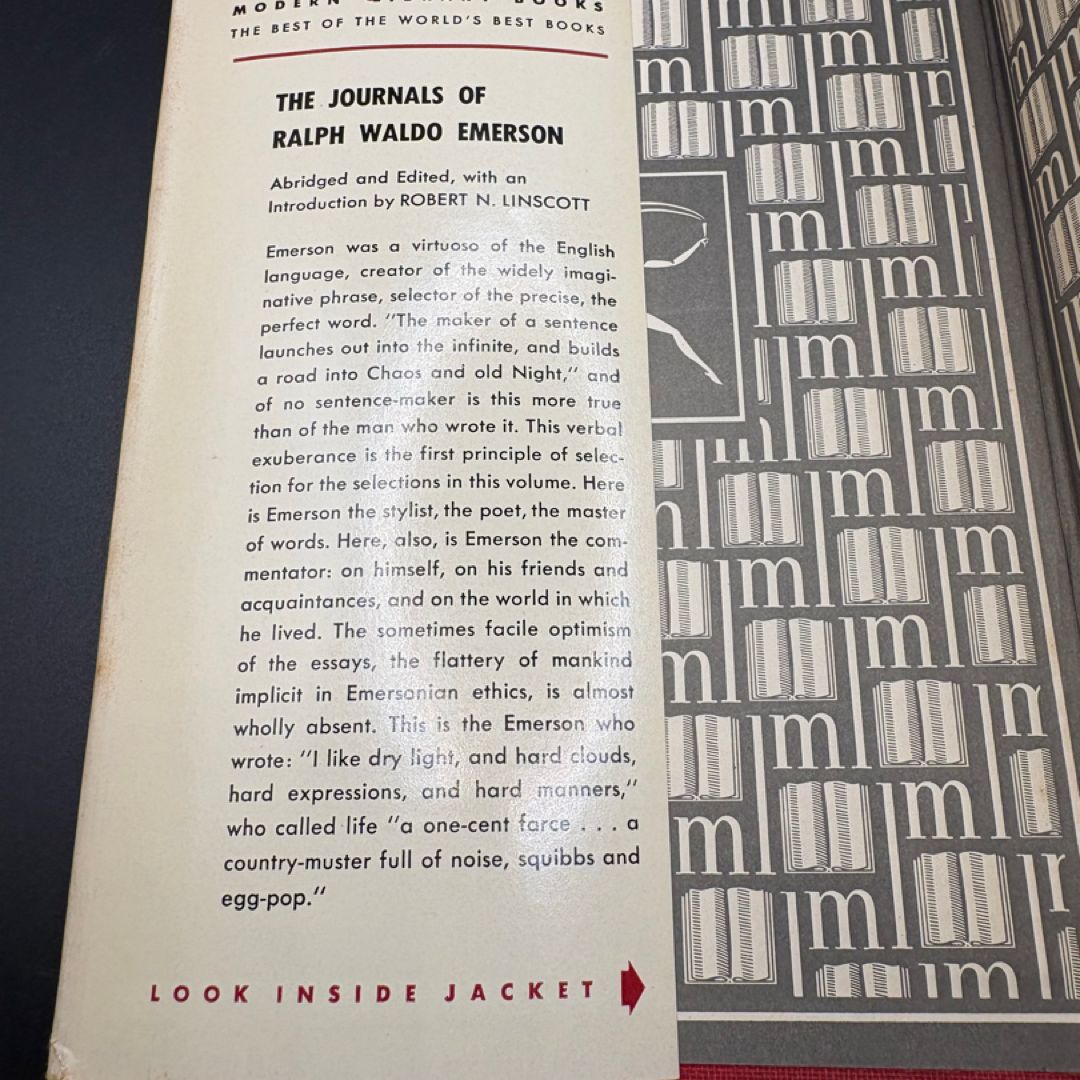 MODERN LIBRARY BOOKS
THE BEST OF THE WORLD'S BEST BOOKS
THE JOURNALS OF
RALPH WALDO EMERSON
Abridged and Edited, with an
Introduction by ROBERT N. LINSCOTT
Emerson was a virtuoso of the English
language, creator of the widely imagi-
native phrase, selector of the precise, the
perfect word. "The maker of a sentence
launches out into the infinite, and builds
a road into Chaos and old Night," and
of no sentence-maker is this more true
than of the man who wrote it. This verbal
exuberance is the first principle of selec-
tion for the selections in this volume. Here
is Emerson the stylist, the poet, the master
of words. Here, also, is Emerson the com-
mentator: on himself, on his friends and
acquaintances, and on the world in which
he lived. The sometimes facile optimism
of the essays, the flattery of mankind
implicit in Emersonian ethics, is almost
wholly absent. This is the Emerson who
wrote: "I like dry light, and hard clouds,
hard expressions, and hard manners,"
who called life "a one-cent farce . . . a
country-muster full of noise, squibbs and
egg-pop."
LOOK INSIDE JACKET